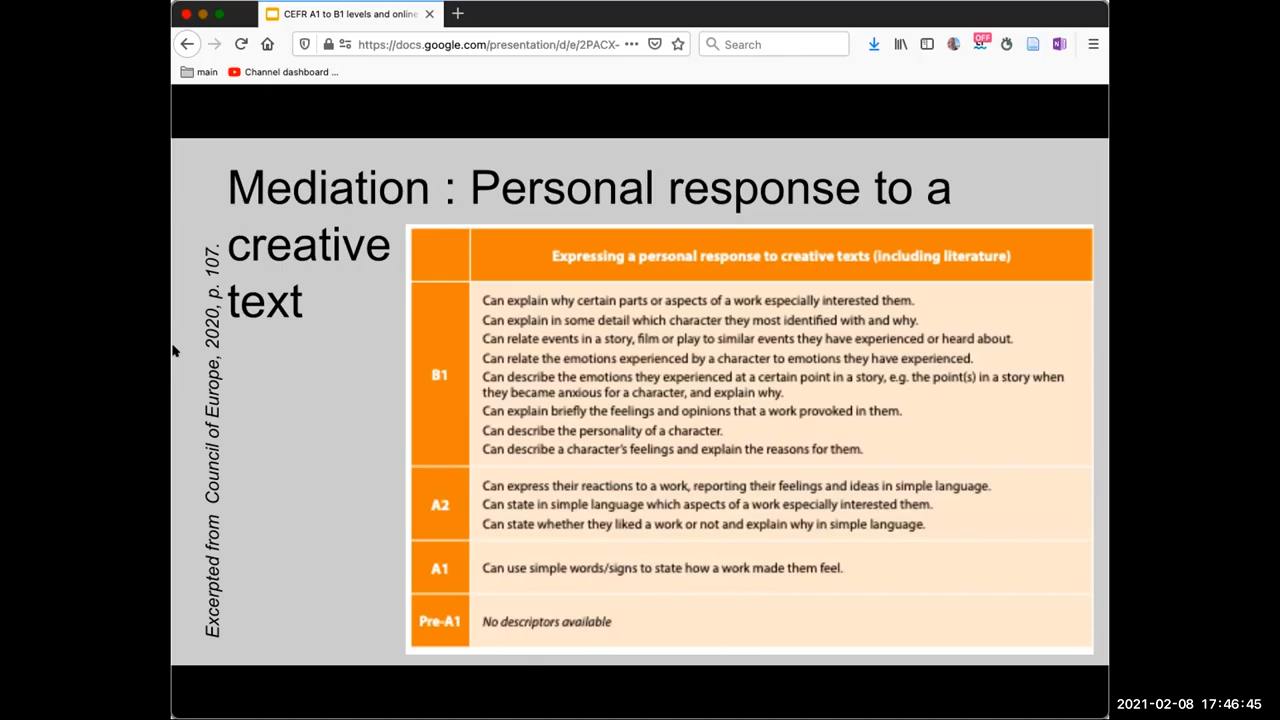 CEFR A1 to B1 levels and online
https://docs.google.com/presentation/d/e/2PACX-
Search
OFF
main
Channel dashboard ...
Mediation : Personal response to a
creative
text
Excerpted from Council of Europe, 2020, p. 107.
Expressing a personal response to creative texts (including literature)
B1
Can explain why certain parts or aspects of a work especially interested them.
Can explain in some detail which character they most identified with and why.
Can relate events in a story, film or play to similar events they have experienced or heard about.
Can relate the emotions experienced by a character to emotions they have experienced.
Can describe the emotions they experienced at a certain point in a story, e.g. the point(s) in a story when
they became anxious for a character, and explain why.
Can explain briefly the feelings and opinions that a work provoked in them.
Can describe the personality of a character.
Can describe a character's feelings and explain the reasons for them.
A2
Can express their reactions to a work, reporting their feelings and ideas in simple language.
Can state in simple language which aspects of a work especially interested them.
Can state whether they liked a work or not and explain why in simple language.
A1
Can use simple words/signs to state how a work made them feel.
Pre-A1
No descriptors available
2021-02-08 17:46:45